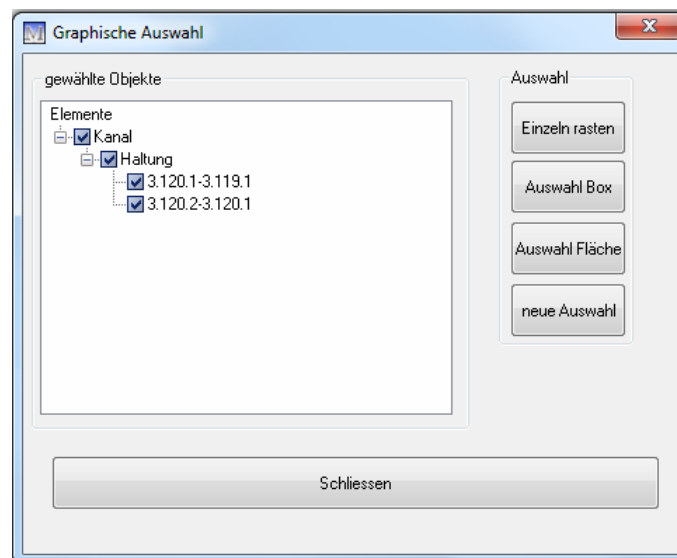 Graphische Auswahl
gewählte Objekte
Elemente
Kanal
Haltung
3.120.1-3.119.1
3.120.2-3.120.1
Auswahl
Einzeln rasten
Auswahl Box
Auswahl Fläche
neue Auswahl
Schliessen